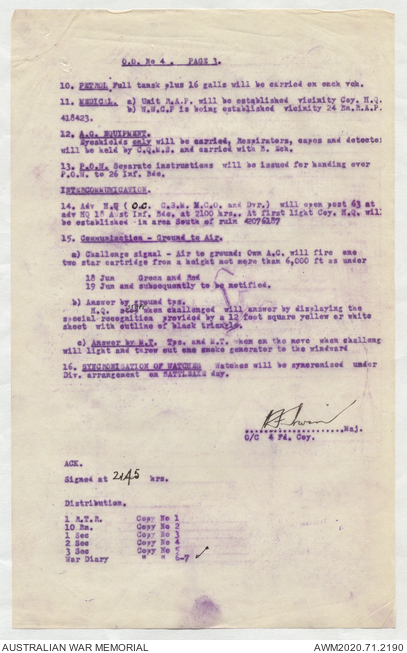 O.O. No 4. PAGE 3.
10. PETROL Full tanks plus 16 galls will be carried on each veh.
11. MEDICAL. a) Unit R.A.P. will be established vicinity Coy. H.Q.
b) W.W.C.P is being established vicinity 24 Bn.R.A.P.
418423.
12. A.G. EQUIPMENT.
Eyeshields only will be carried, Respirators, capes and detecto
will be held by C.Q.M.S. and carried with B. Ech.
13. P.O.W. Separate instructions will be issued for handing over
P.O.W. to 26 Inf. Bde.
INTERCOMMUNICATION.
14. Adv H.Q (O.C. C.S.M. M.C.O. and Dvr.) will open post 63 at
adv HQ 18 Aust Inf. Bde. at 2100 hrs.. At first light Coy. H.Q. will
be established in area South of ruin 42076187
15. Communication - Ground to Air.
a) Challenge signal - Air to ground: Own A.C. will fire one
two star cartridge from a height not more than 6,000 ft as under
18 Jun Green and Red
19 Jun and subsequently to be notified.
b) Answer by ground tps.
H.Q. when challenged will answer by displaying the
special recognition provided by a 12 foot square yellow or white
sheet with outline of black triangle.
c) Answer by M.T. Tps. and M.T. when on the move when challeng
will light and throw out one smoke generator to the windward
16. SYNCHRONISATION OF WATCHES Watches will be syncronised under
Div. arrangement on BATTLEAXE day.
Maj.
O/C 4 Fd. Coy.
ACK.
Signed at 2145 hrs.
Distribution.
1 R.T.R. Copy No 1
10 Bn. Copy No 2
1 Sec Copy No 3
2 Sec Copy No 4
3 Sec Copy No 5
War Diary " " 6-7
AUSTRALIAN WAR MEMORIAL
AWM2020.71.2190